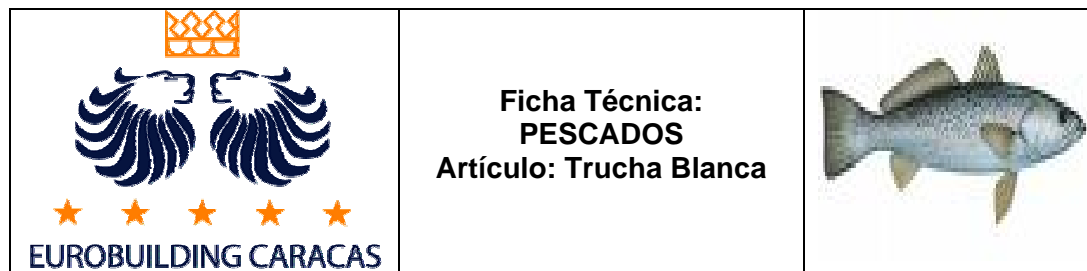 EUROBUILDING CARACAS
Ficha Técnica:
PESCADOS
Artículo: Trucha Blanca